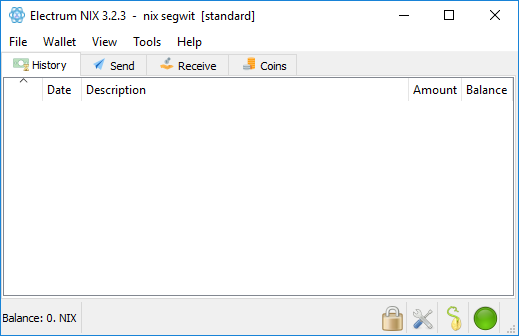 Electrum NIX 3.2.3 - nix segwit [standard]
File Wallet View Tools Help
History Send Receive Coins
Date Description Amount Balance
Balance: 0. NIX